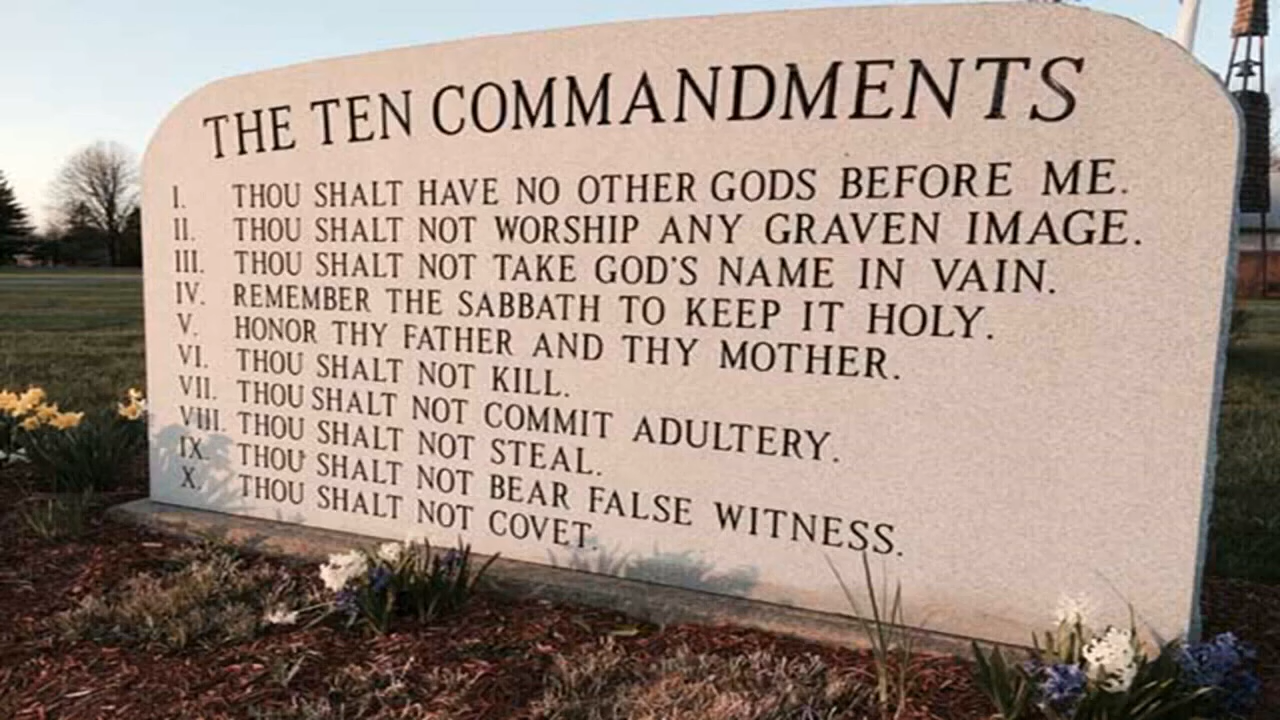 THE TEN COMMANDMENTS
I. THOU SHALT HAVE NO OTHER GODS BEFORE ME.
II. THOU SHALT NOT WORSHIP ANY GRAVEN IMAGE.
III. THOU SHALT NOT TAKE GOD'S NAME IN VAIN.
IV. REMEMBER THE SABBATH TO KEEP IT HOLY.
V. HONOR THY FATHER AND THY MOTHER.
VI. THOU SHALT NOT KILL.
VII. THOU SHALT NOT COMMIT ADULTERY.
VIII. THOU SHALT NOT STEAL.
IX. THOU SHALT NOT BEAR FALSE WITNESS.
X. THOU SHALT NOT COVET.